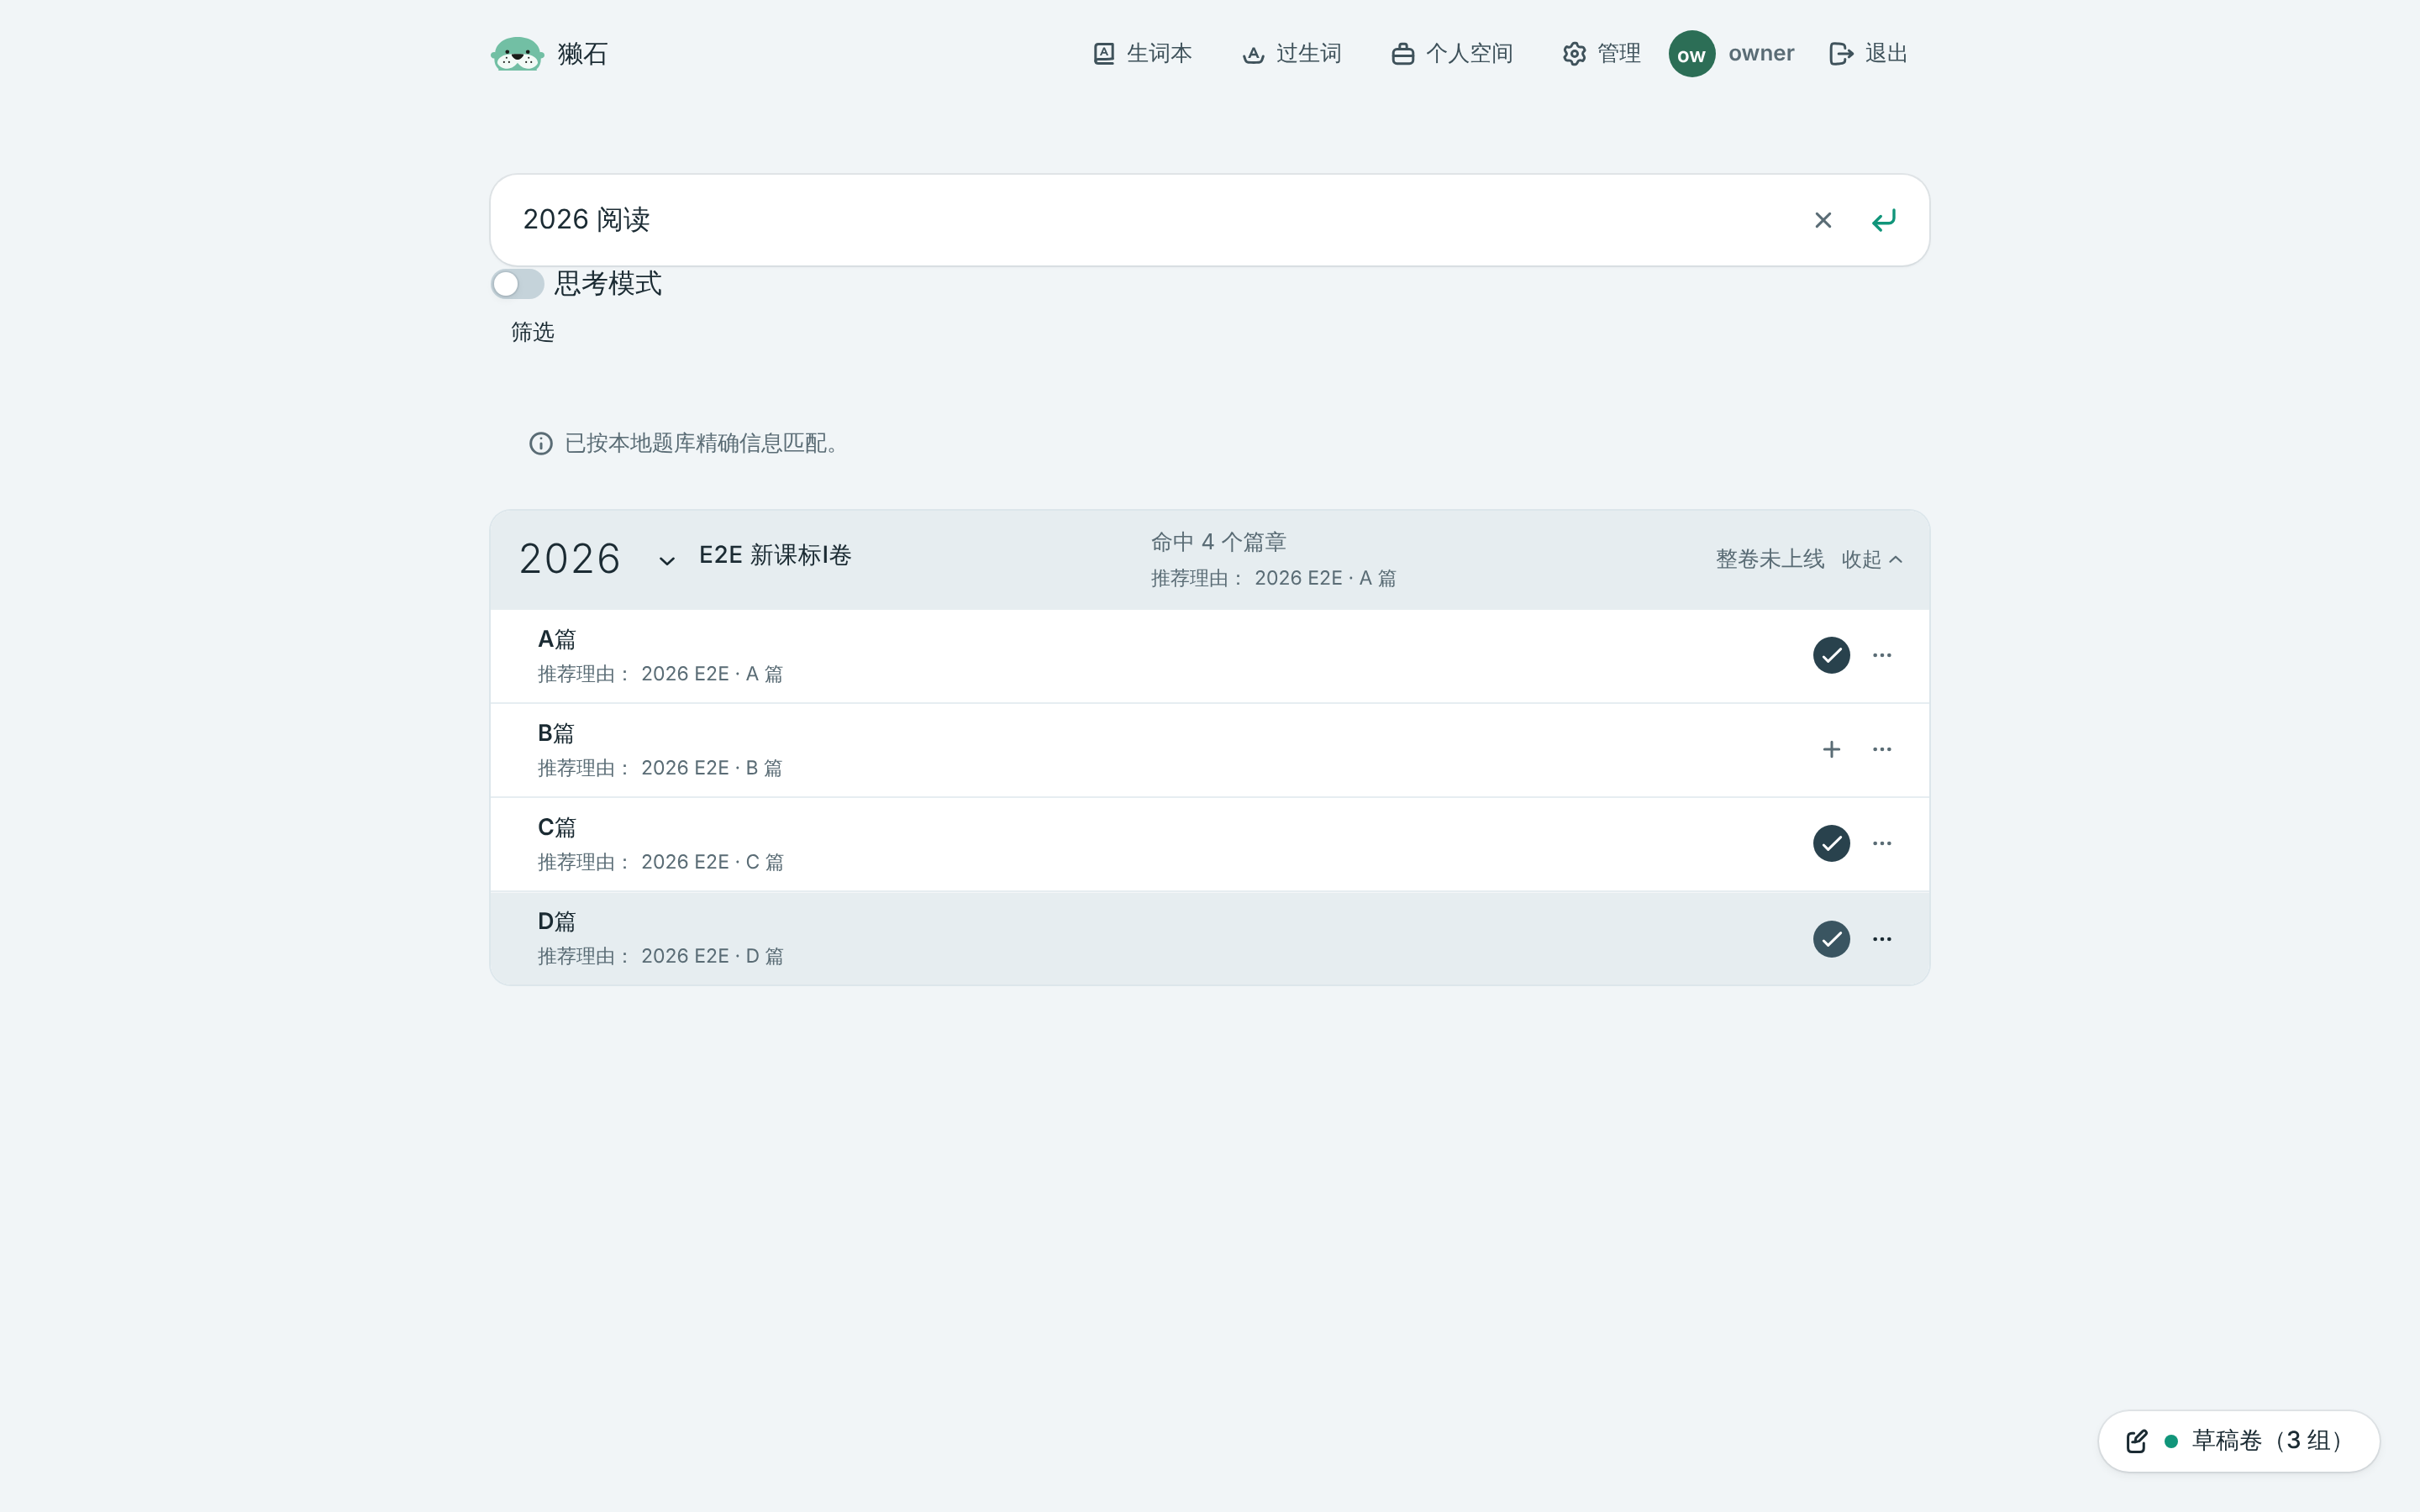 獭石
生词本
过生词
个人空间
管理
ow
owner
退出
2026 阅读
思考模式
筛选
已按本地题库精确信息匹配。
2026
E2E 新课标I卷
命中 4 个篇章
推荐理由： 2026 E2E · A 篇
整卷未上线
收起
A篇
推荐理由： 2026 E2E · A 篇
B篇
推荐理由： 2026 E2E · B 篇
C篇
推荐理由： 2026 E2E · C 篇
D篇
推荐理由： 2026 E2E · D 篇
草稿卷（3 组）